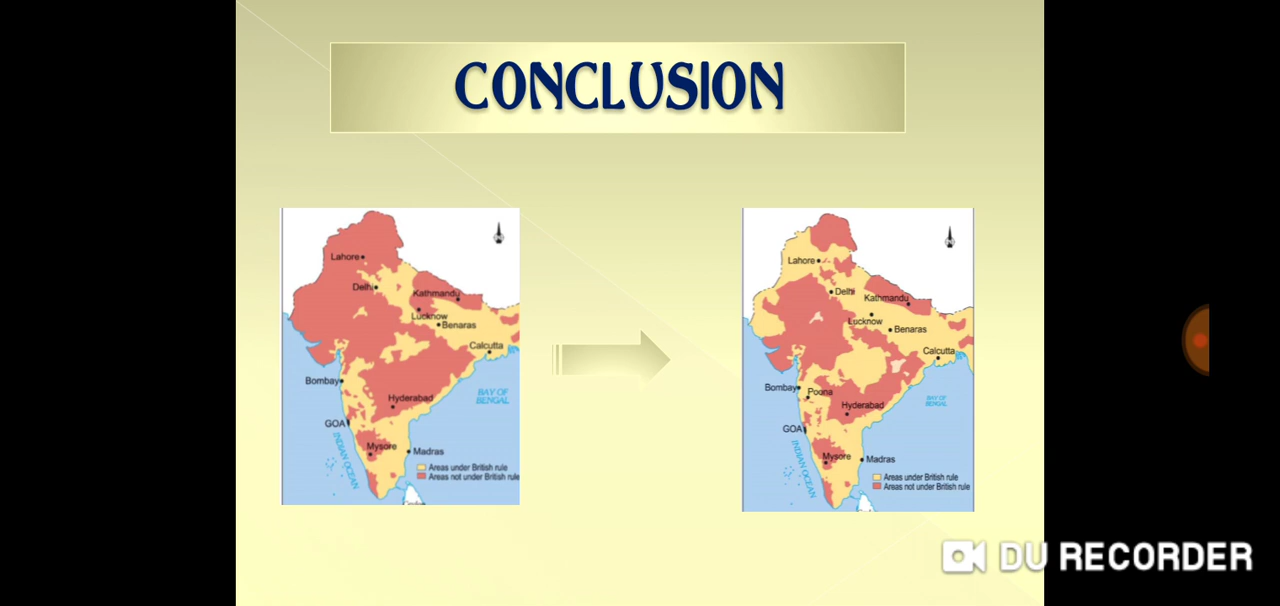 CONCLUSION
Lahore
Delhi
Kathmandu
Lucknow
Benaras
Calcutta
Bombay
Hyderabad
BAY OF
BENGAL
GOA
Mysore
Madras
INDIAN OCEAN
Areas under British rule
Areas not under British rule
Lahore
Delhi
Kathmandu
Lucknow
Benaras
Calcutta
Bombay
Poona
Hyderabad
BAY OF
BENGAL
GOA
Mysore
Madras
INDIAN OCEAN
Areas under British rule
Areas not under British rule
DU RECORDER